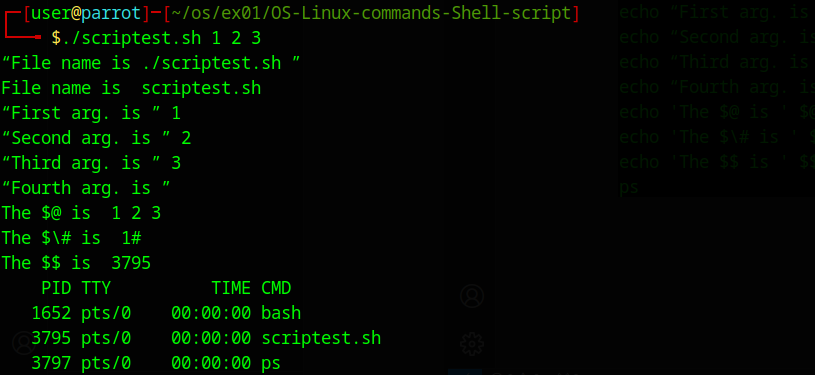 [user@parrot]─[~/os/ex01/OS-Linux-commands-Shell-script]
$./scriptest.sh 1 2 3
“File name is ./scriptest.sh ”
File name is  scriptest.sh
“First arg. is ” 1
“Second arg. is ” 2
“Third arg. is ” 3
“Fourth arg. is ”
The $@ is  1 2 3
The $\# is  1#
The $$ is  3795
    PID TTY          TIME CMD
   1652 pts/0    00:00:00 bash
   3795 pts/0    00:00:00 scriptest.sh
   3797 pts/0    00:00:00 ps
echo "First arg. is
echo "Second arg. is
echo "Third arg. is
echo "Fourth arg. is
echo 'The $@ is ' $@
echo 'The $\# is ' $
echo 'The $$ is ' $$
ps